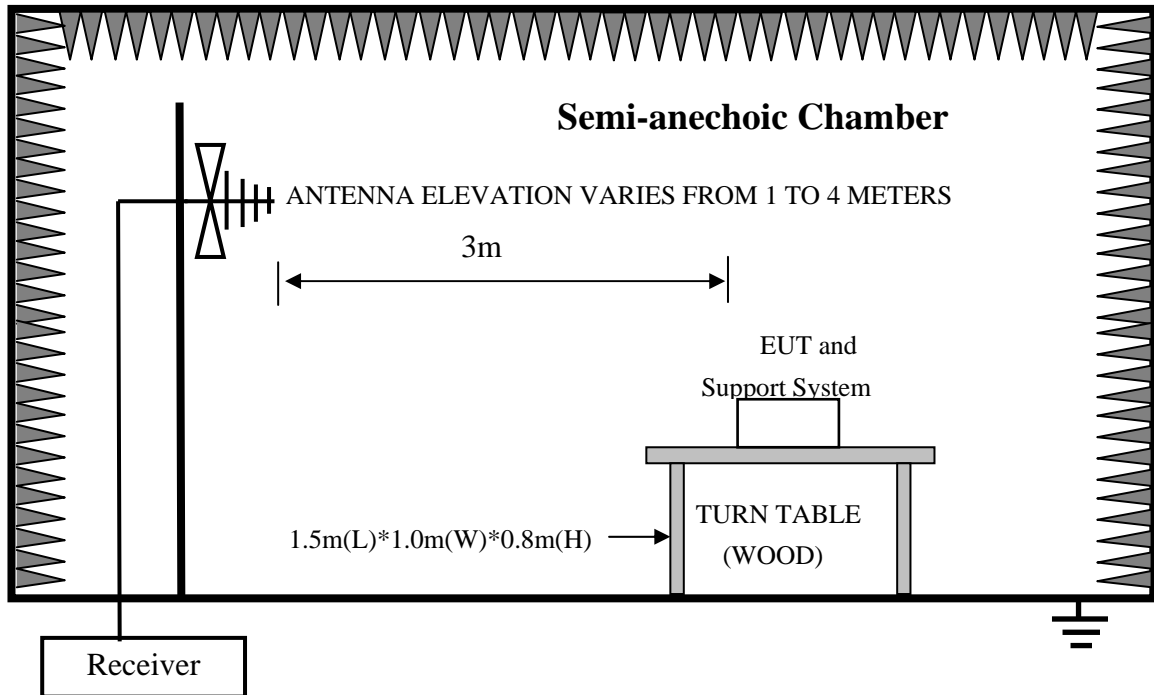 Semi-anechoic Chamber
ANTENNA ELEVATION VARIES FROM 1 TO 4 METERS
3m
EUT and
Support System
1.5m(L)*1.0m(W)*0.8m(H)
TURN TABLE
(WOOD)
Receiver